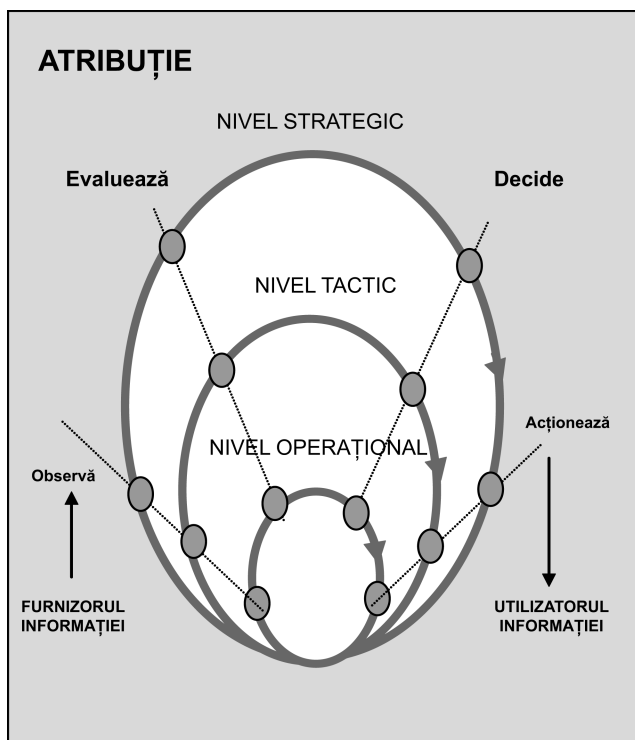 ATRIBUȚIE
NIVEL STRATEGIC
Evaluează
Decide
NIVEL TACTIC
Acționează
NIVEL OPERAȚIONAL
Observă
FURNIZORUL
INFORMAȚIEI
UTILIZATORUL
INFORMAȚIEI